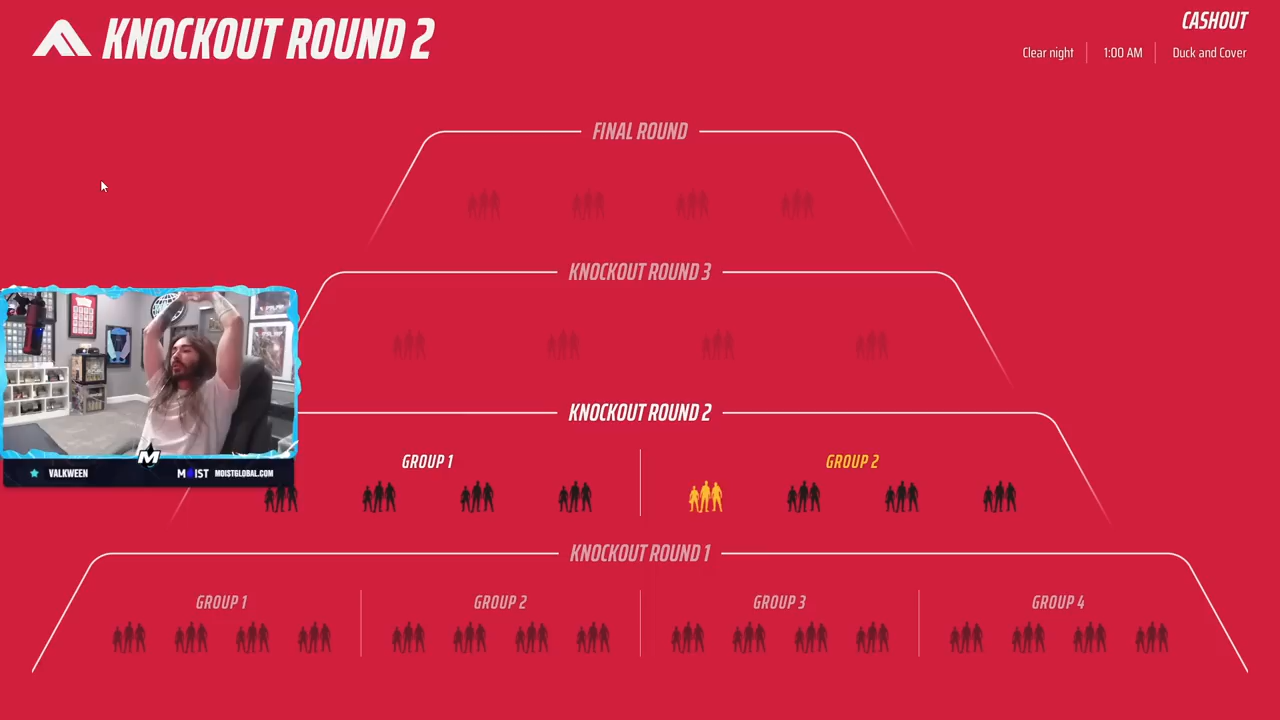 KNOCKOUT ROUND 2
CASHOUT
Clear night
1:00 AM
Duck and Cover
FINAL ROUND
KNOCKOUT ROUND 3
KNOCKOUT ROUND 2
GROUP 1
GROUP 2
M
VALKWEEN
MOIST
MOISTGLOBAL.COM
KNOCKOUT ROUND 1
GROUP 1
GROUP 2
GROUP 3
GROUP 4